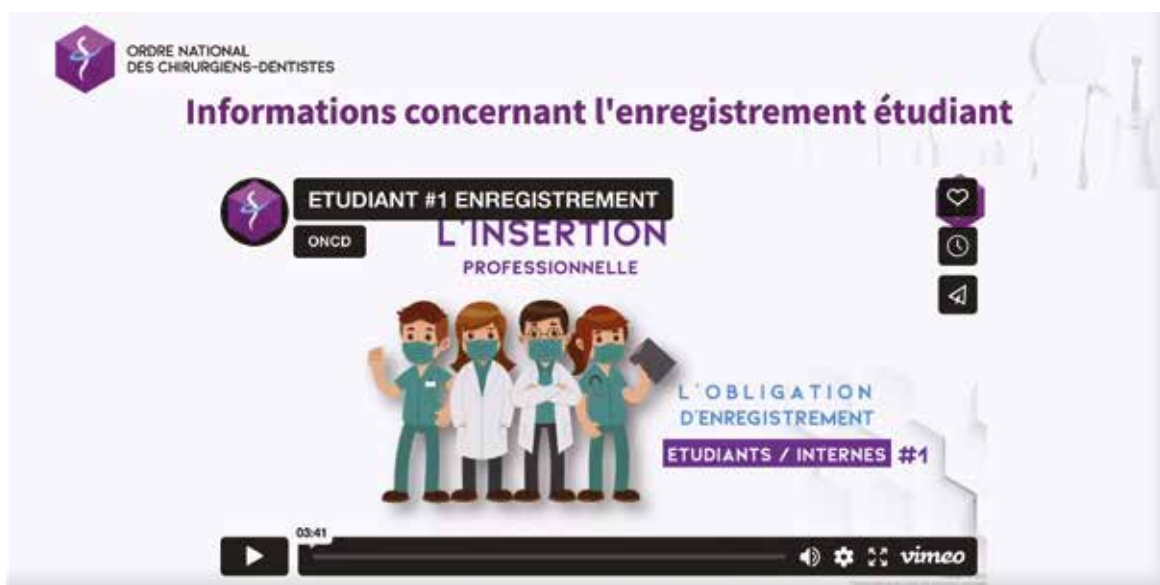 ORDRE NATIONAL
DES CHIRURGIENS-DENTISTES
Informations concernant l'enregistrement étudiant
ETUDIANT #1 ENREGISTREMENT
ONCD
L'INSERTION
PROFESSIONNELLE
L'OBLIGATION
D'ENREGISTREMENT
ETUDIANTS / INTERNES #1
03:41
vimeo